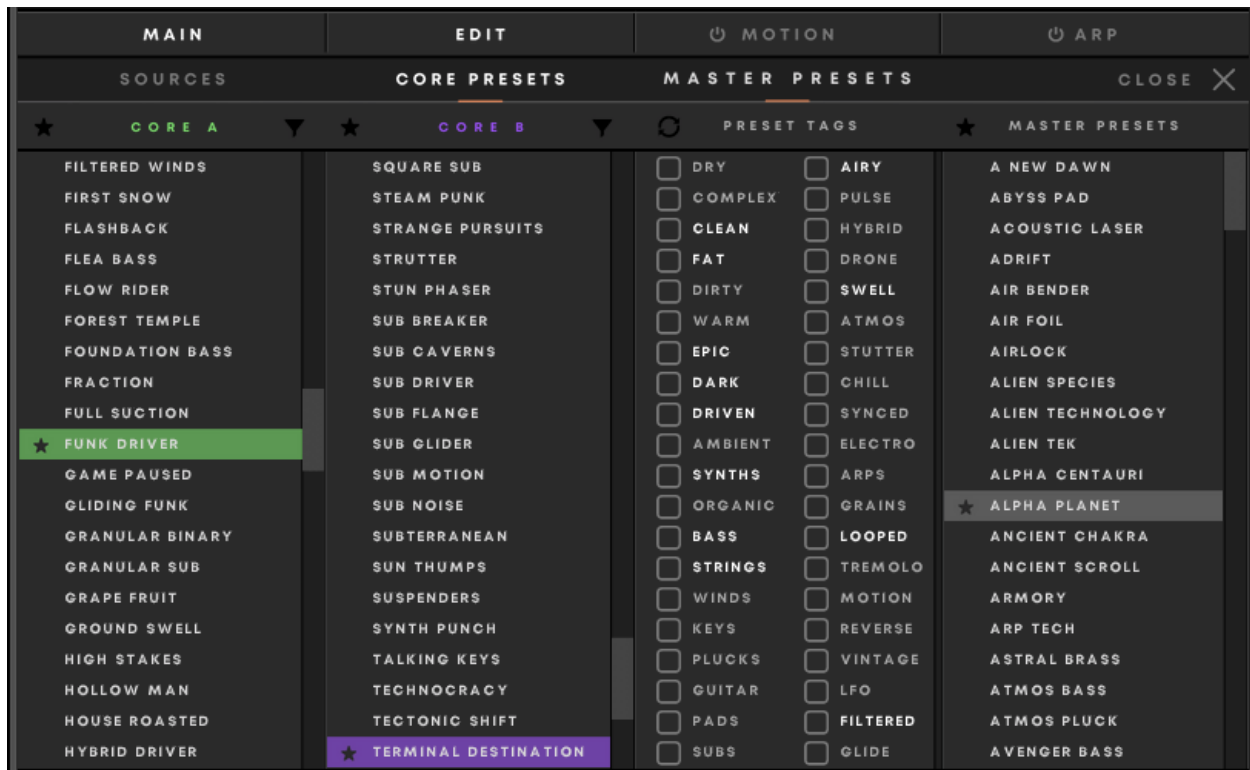 MAIN EDIT MOTION ARP
SOURCES CORE PRESETS MASTER PRESETS CLOSE
CORE A CORE B PRESET TAGS MASTER PRESETS
FILTERED WINDS SQUARE SUB DRY AIRY A NEW DAWN
FIRST SNOW STEAM PUNK COMPLEX PULSE ABYSS PAD
FLASHBACK STRANGE PURSUITS CLEAN HYBRID ACOUSTIC LASER
FLEA BASS STRUTTER FAT DRONE ADRIFT
FLOW RIDER STUN PHASER DIRTY SWELL AIR BENDER
FOREST TEMPLE SUB BREAKER WARM ATMOS AIR FOIL
FOUNDATION BASS SUB CAVERNS EPIC STUTTER AIRLOCK
FRACTION SUB DRIVER DARK CHILL ALIEN SPECIES
FULL SUCTION SUB FLANGE DRIVEN SYNCED ALIEN TECHNOLOGY
FUNK DRIVER SUB GLIDER AMBIENT ELECTRO ALIEN TEK
GAME PAUSED SUB MOTION SYNTHS ARPS ALPHA CENTAURI
GLIDING FUNK SUB NOISE ORGANIC GRAINS ALPHA PLANET
GRANULAR BINARY SUBTERRANEAN BASS LOOPED ANCIENT CHAKRA
GRANULAR SUB SUN THUMPS STRINGS TREMOLO ANCIENT SCROLL
GRAPE FRUIT SUSPENDERS WINDS MOTION ARMORY
GROUND SWELL SYNTH PUNCH KEYS REVERSE ARP TECH
HIGH STAKES TALKING KEYS PLUCKS VINTAGE ASTRAL BRASS
HOLLOW MAN TECHNOCRACY GUITAR LFO ATMOS BASS
HOUSE ROASTED TECTONIC SHIFT PADS FILTERED ATMOS PLUCK
HYBRID DRIVER TERMINAL DESTINATION SUBS GLIDE AVENGER BASS